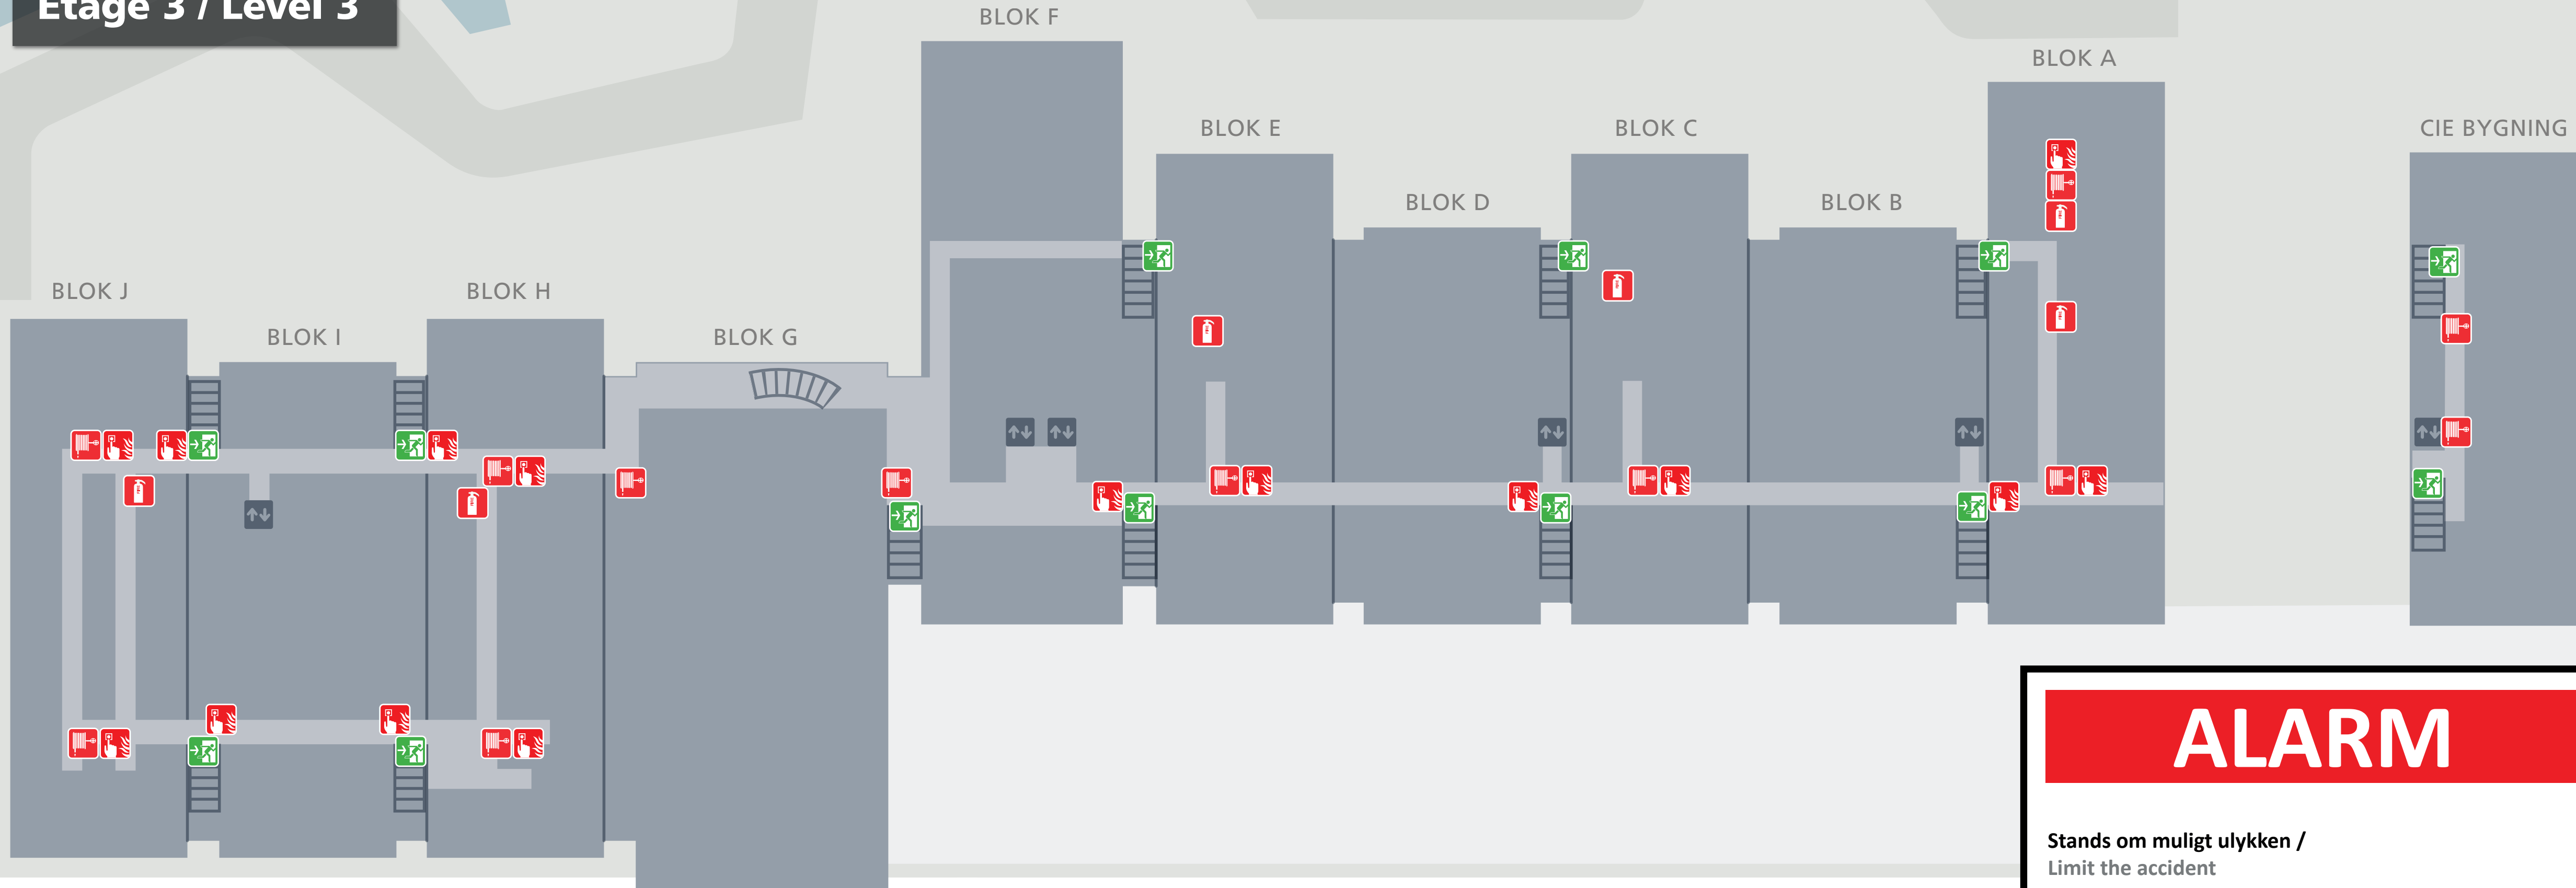 Etage 3 / Level 3
BLOK F
BLOK A
BLOK E
BLOK C
CIE BYGNING
BLOK D
BLOK B
BLOK J
BLOK H
BLOK I
BLOK G
ALARM
Stands om muligt ulykken /
Limit the accident